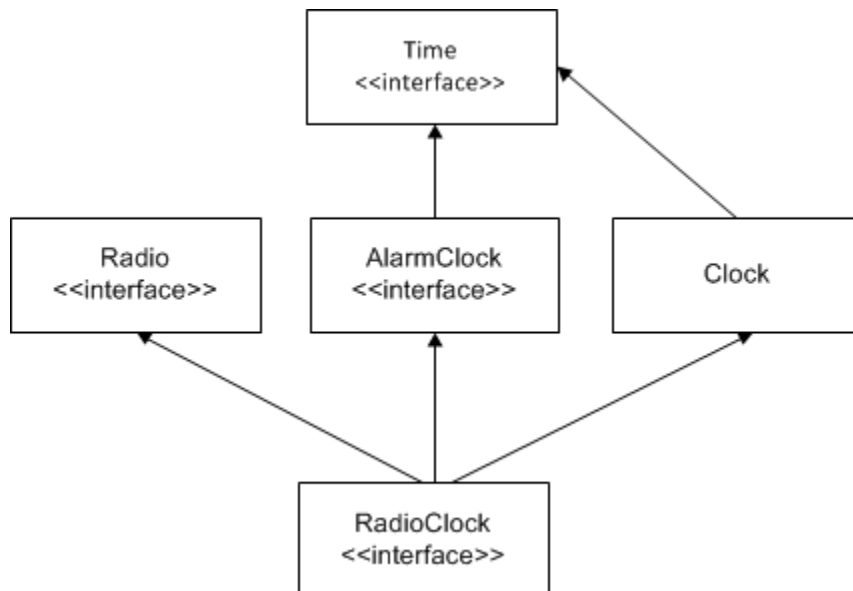 Time
<<interface>>
Radio
<<interface>>
AlarmClock
<<interface>>
Clock
RadioClock
<<interface>>